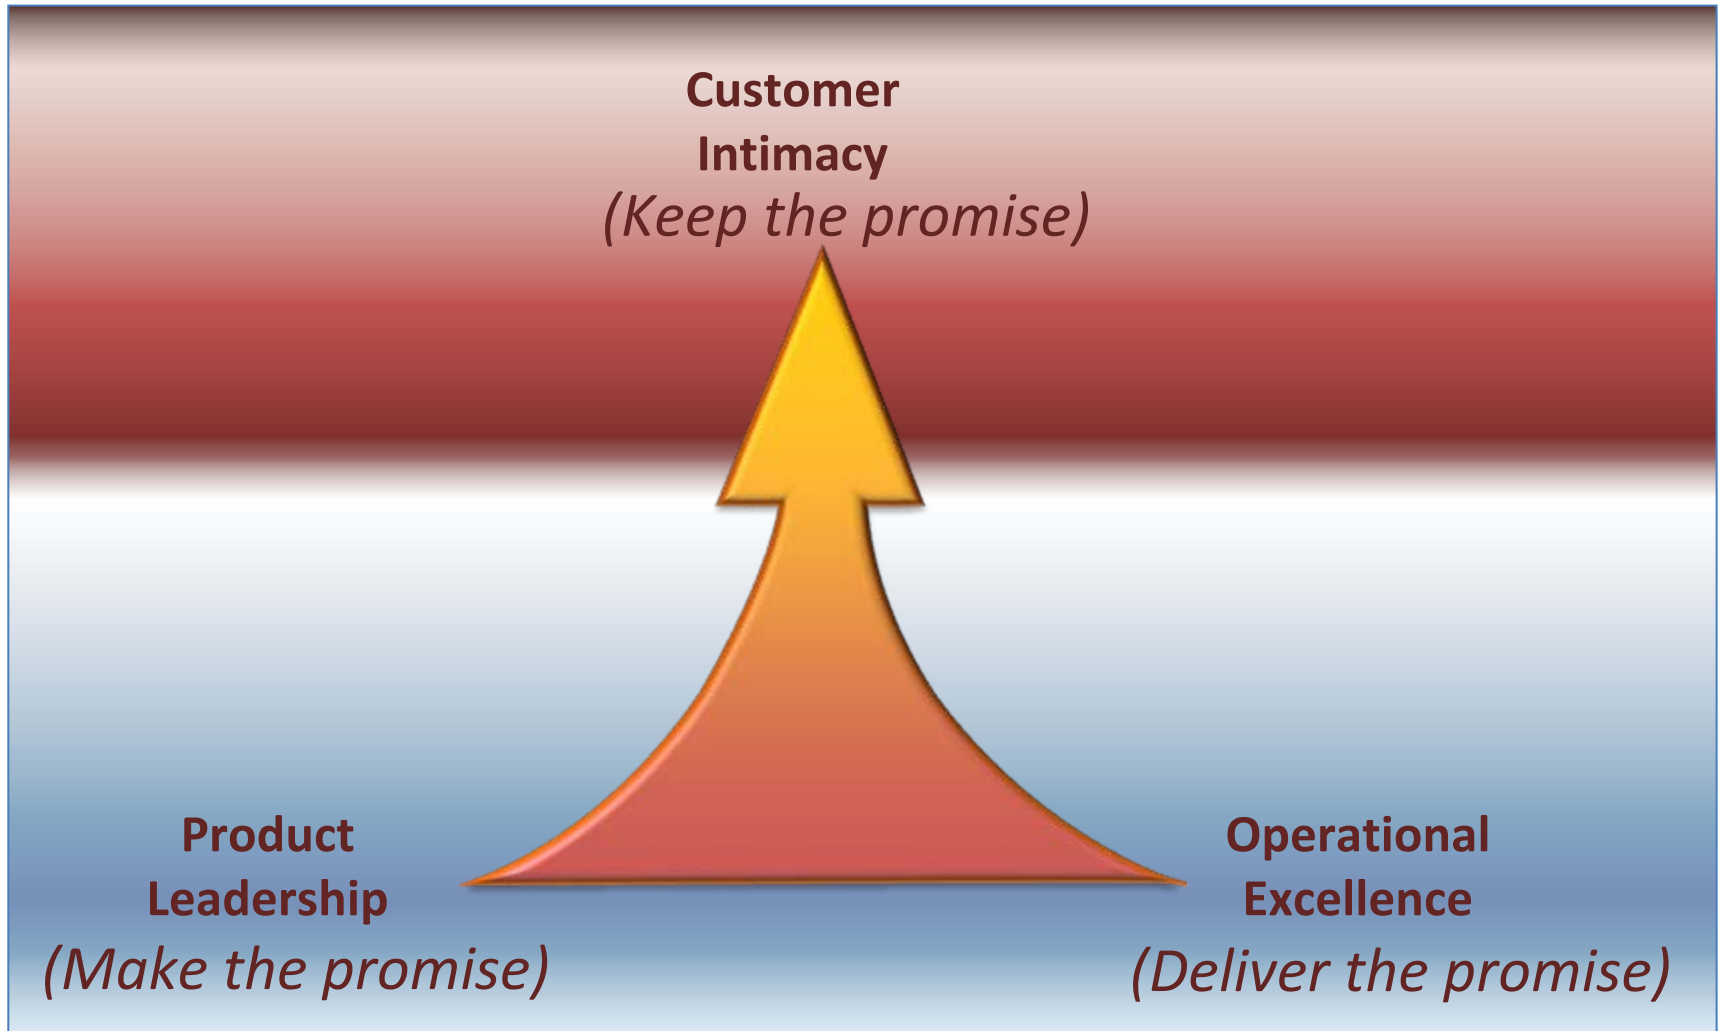 Customer
Intimacy
(Keep the promise)
Product
Leadership
(Make the promise)
Operational
Excellence
(Deliver the promise)